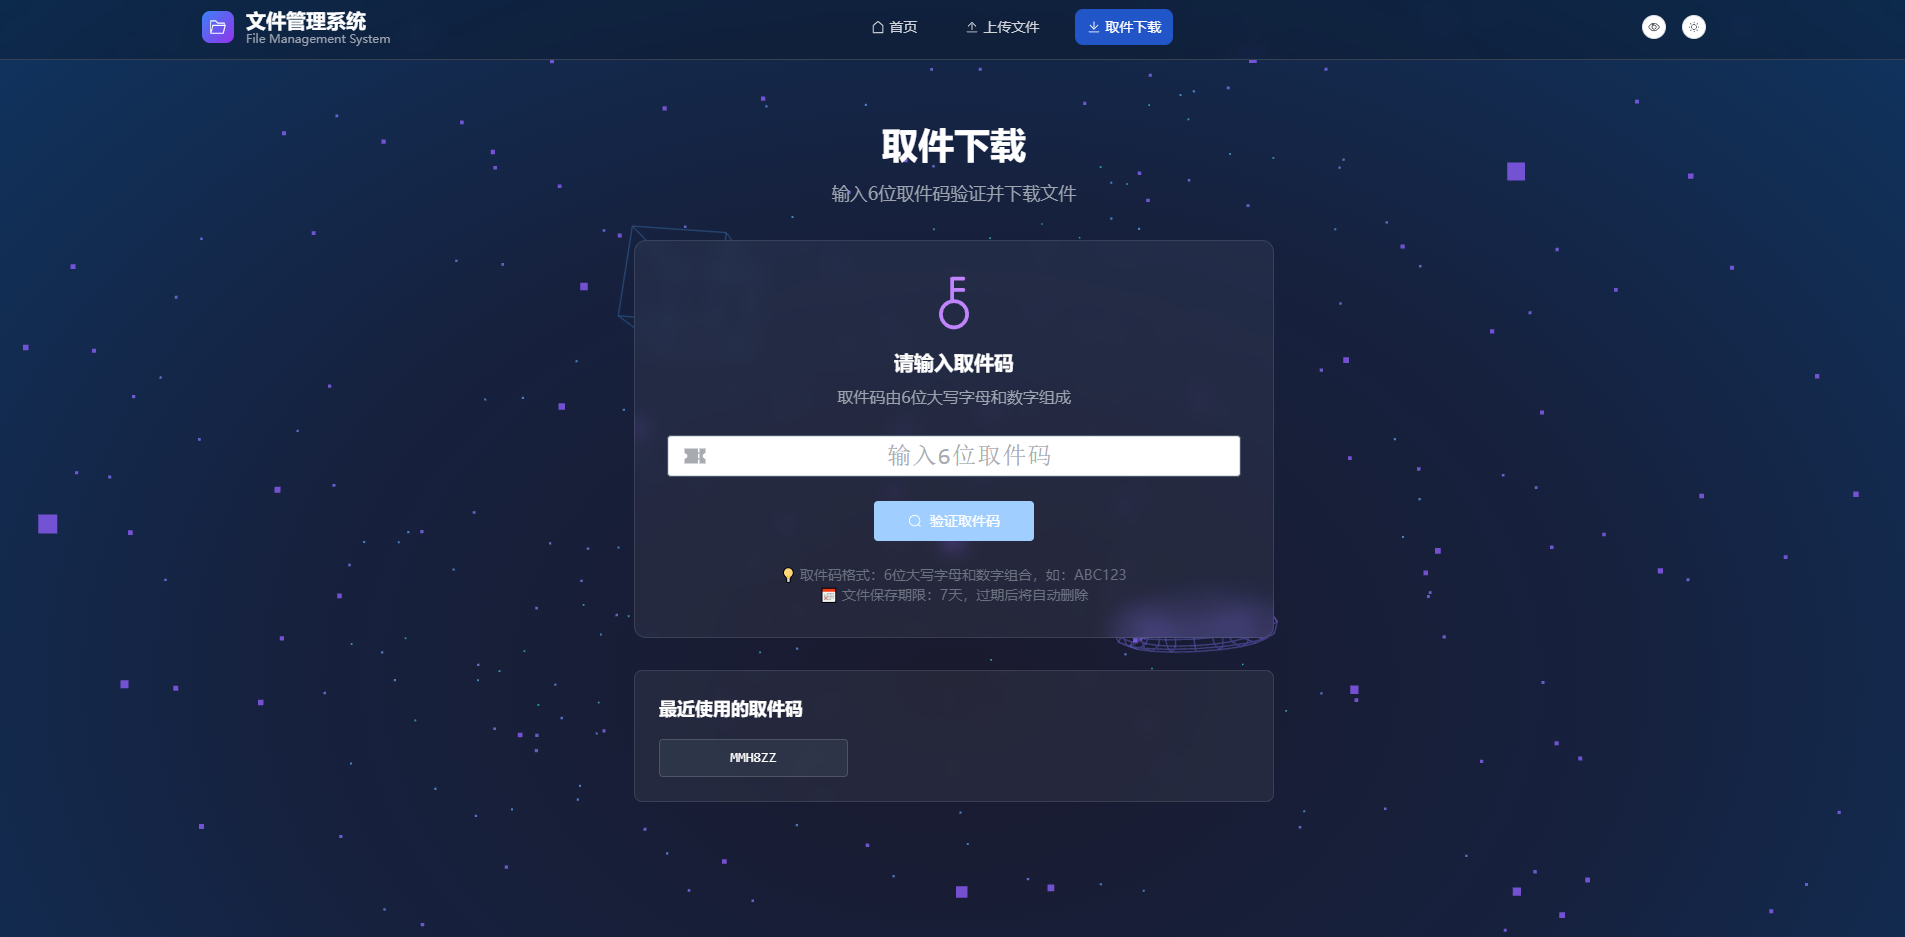 文件管理系统
File Management System
首页
上传文件
取件下载
取件下载
输入6位取件码验证并下载文件
请输入取件码
取件码由6位大写字母和数字组成
输入6位取件码
验证取件码
取件码格式：6位大写字母和数字组合，如：ABC123
文件保存期限：7天，过期后将自动删除
最近使用的取件码
MMH8ZZ